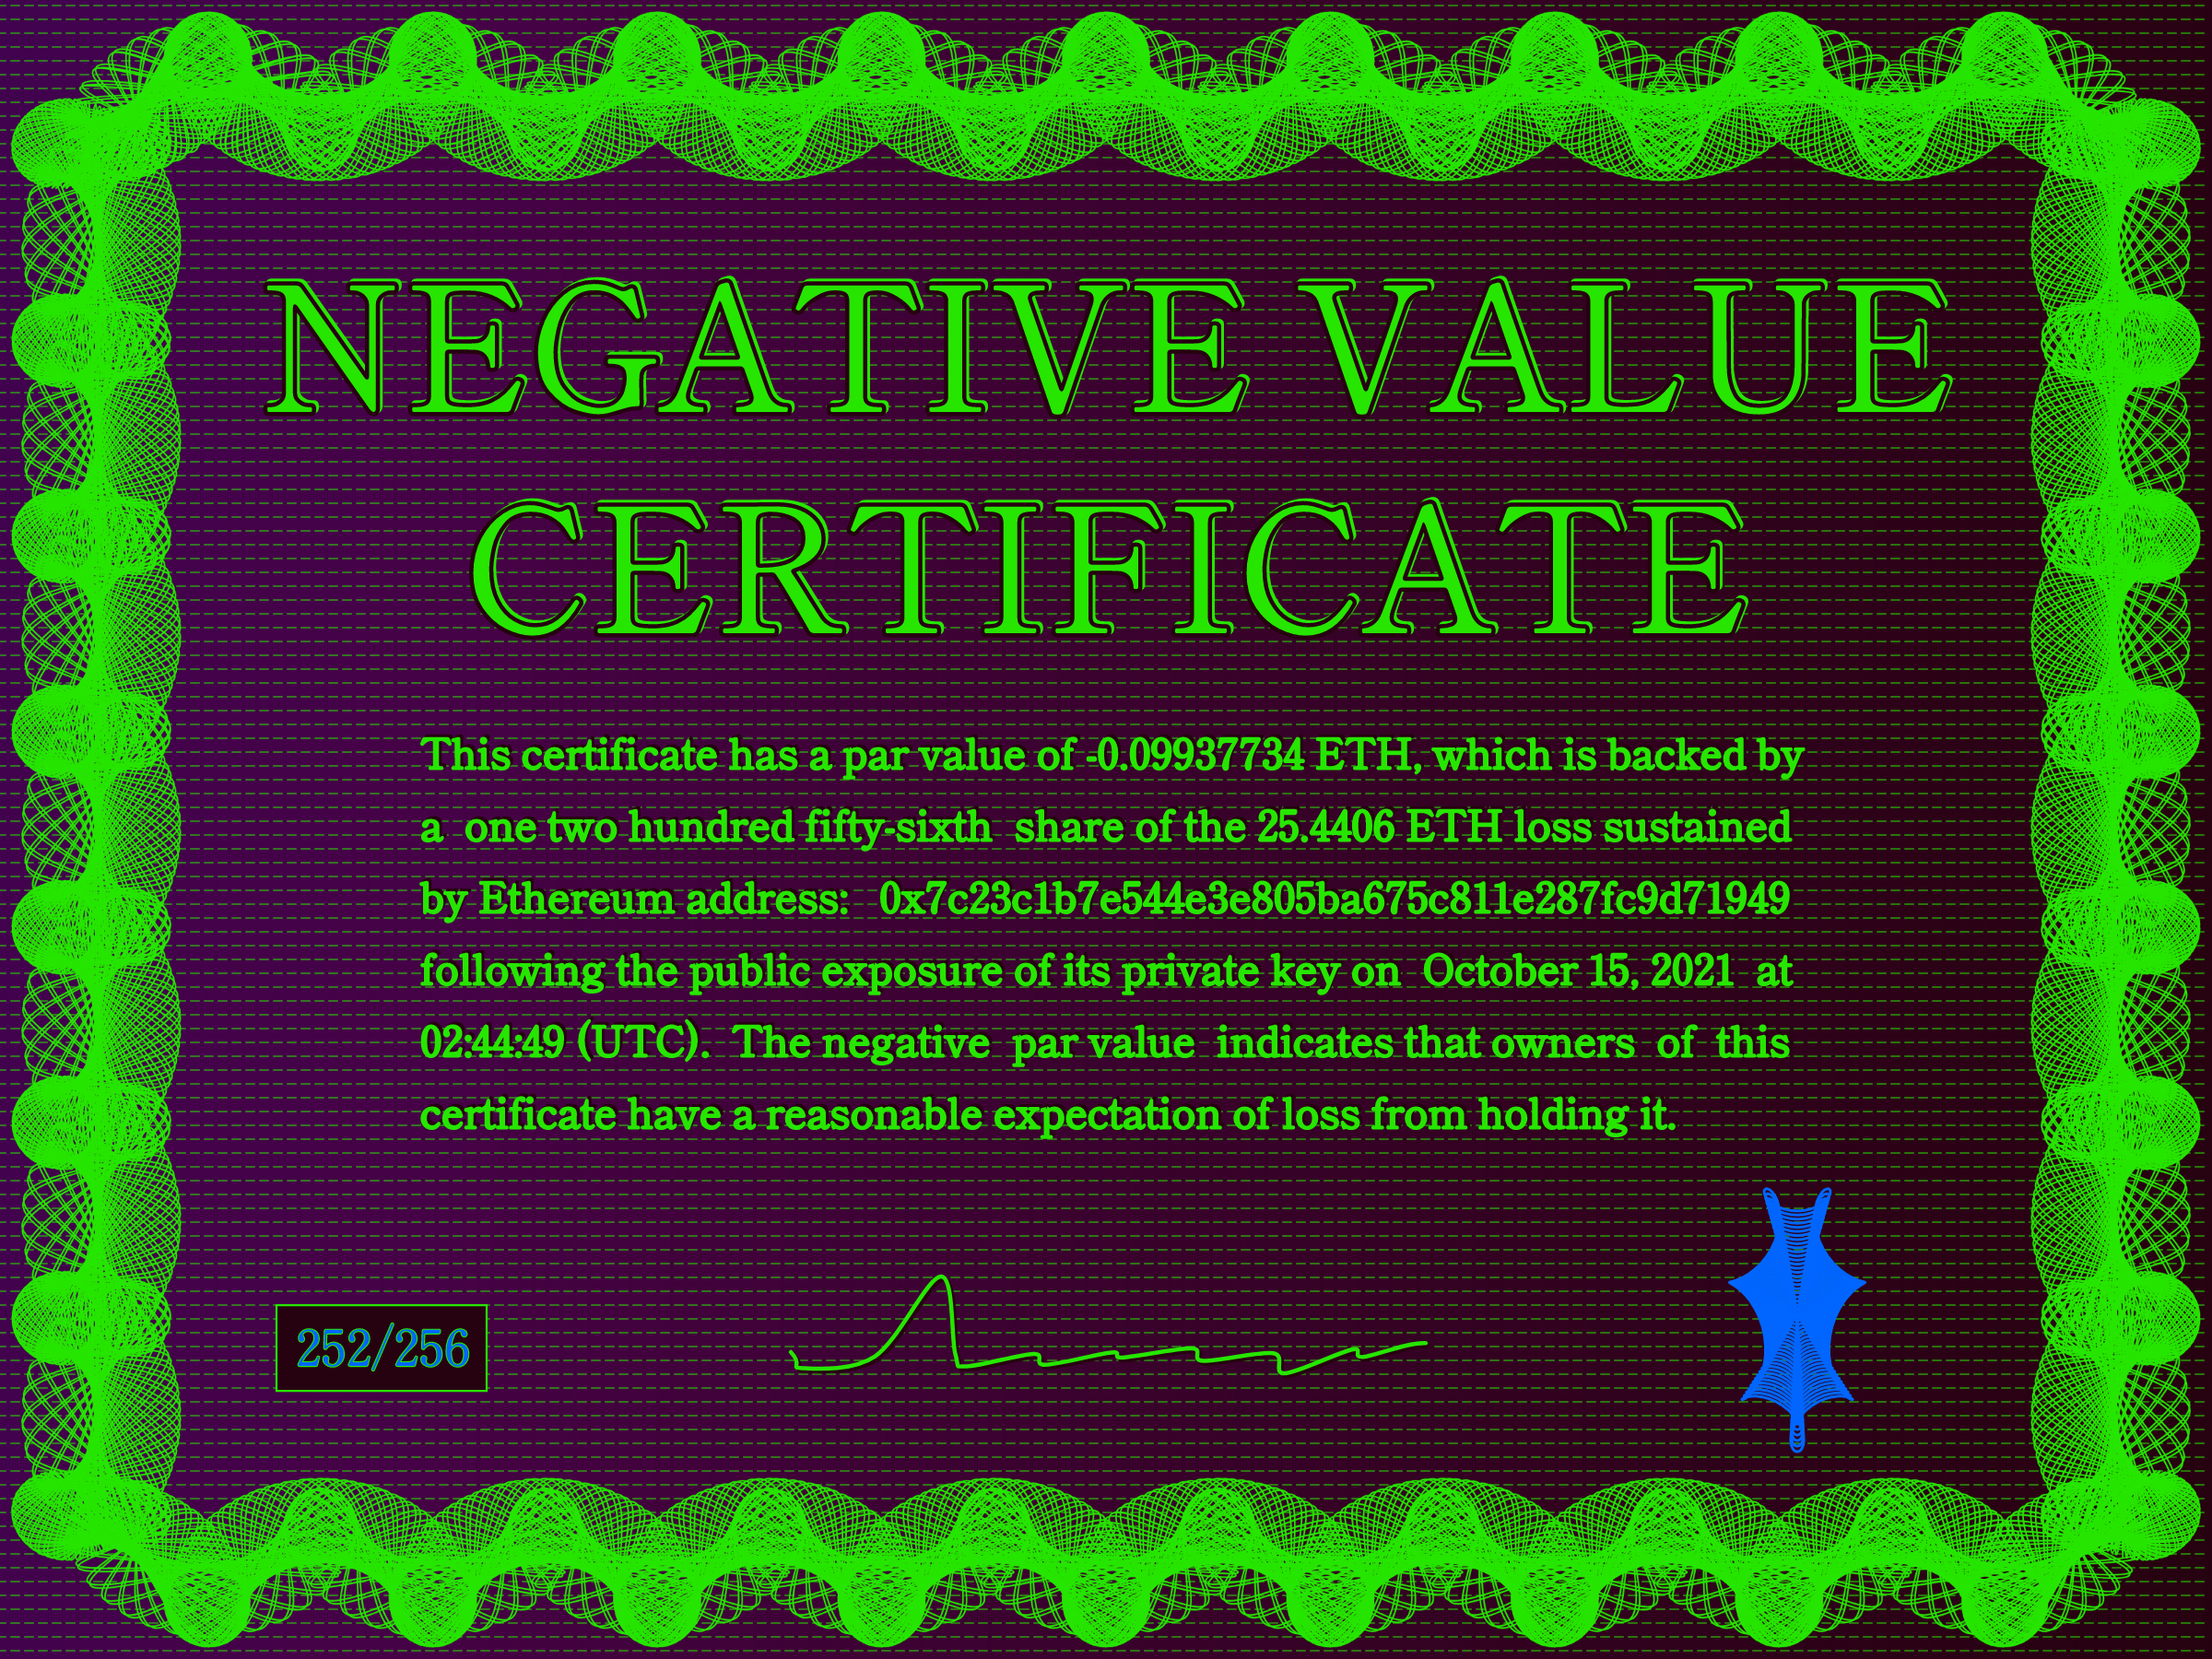 NEGATIVE VALUE
CERTIFICATE
This certificate has a par value of -0.09937734 ETH, which is backed by
a one two hundred fifty-sixth share of the 25.4406 ETH loss sustained
by Ethereum address: 0x7c23c1b7e544e3e805ba675c811e287fc9d71949
following the public exposure of its private key on October 15, 2021 at
02:44:49 (UTC). The negative par value indicates that owners of this
certificate have a reasonable expectation of loss from holding it.
252/256